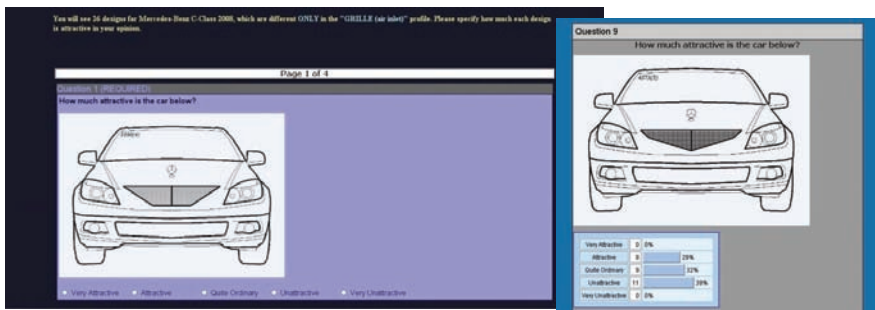 You will see 26 designs for Mercedes-Benz C-Class 2008, which are different ONLY in the "GRILLE (air inlet)" profile. Please specify how much each design
is attractive in your opinion.
Page 1 of 4
Question 1 (REQUIRED)
How much attractive is the car below?
Very Attractive
Attractive
Quite Ordinary
Unattractive
Very Unattractive
Question 9
How much attractive is the car below?
Very Attractive 0 0%
Attractive 8 29%
Quite Ordinary 9 32%
Unattractive 11 39%
Very Unattractive 0 0%